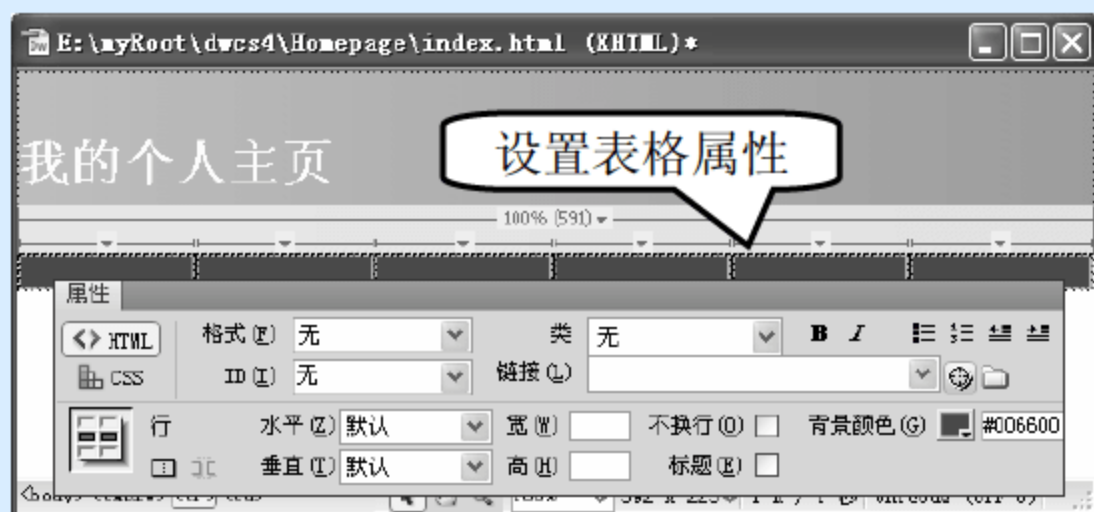 E:\myRoot\dwcs4\Homepage\index.html (XHTML)*
我的个人主页
设置表格属性
100% (591)
属性
<> HTML 格式(F) 无 类 无 B I
CSS ID(I) 无 链接(L)
行 水平(Z) 默认 宽(W) 不换行(O) 背景颜色(G) #006600
垂直(T) 默认 高(H) 标题(E)